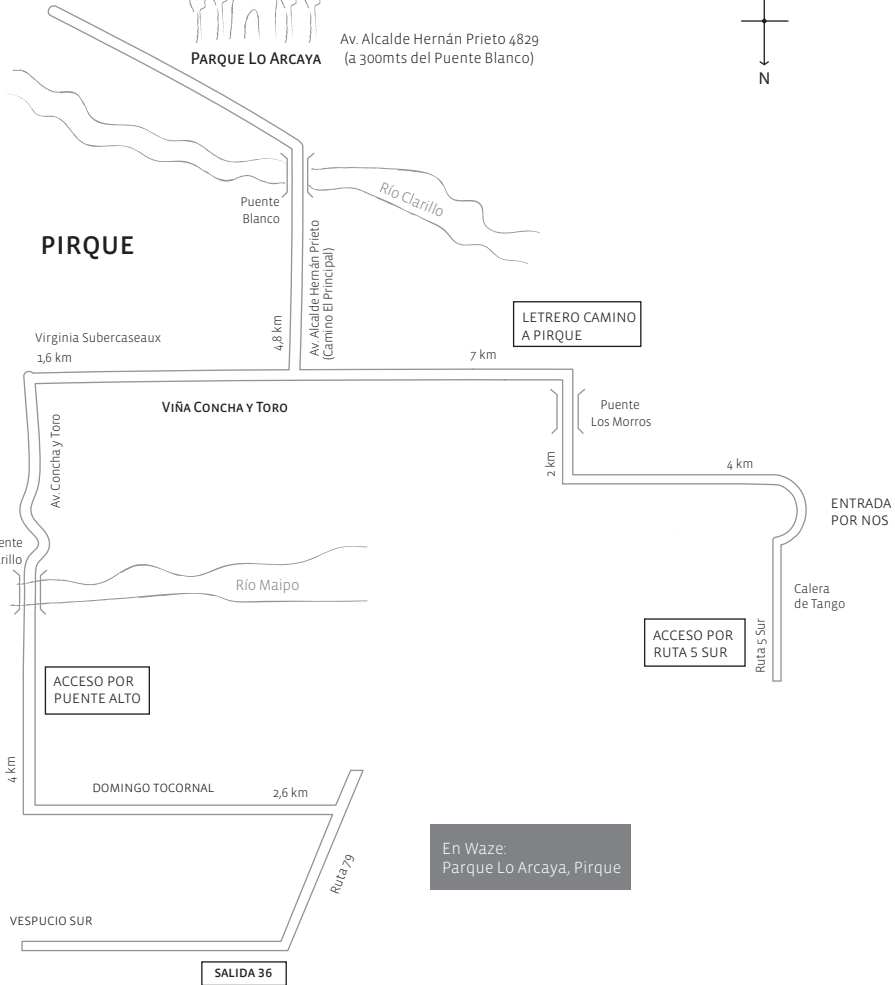 PARQUE LO ARCAYA
Av. Alcalde Hernán Prieto 4829
(a 300mts del Puente Blanco)
N
Puente
Blanco
Río Clarillo
PIRQUE
Av. Alcalde Hernán Prieto
(Camino El Principal)
4,8 km
LETRERO CAMINO
A PIRQUE
Virginia Subercaseaux
1,6 km
7 km
VIÑA CONCHA Y TORO
Puente
Los Morros
Av. Concha y Toro
2 km
4 km
ENTRADA
POR NOS
ente
rillo
Río Maipo
Calera
de Tango
ACCESO POR
RUTA 5 SUR
Ruta 5 Sur
ACCESO POR
PUENTE ALTO
4 km
DOMINGO TOCORNAL
2,6 km
Ruta 79
En Waze:
Parque Lo Arcaya, Pirque
VESPUCIO SUR
SALIDA 36